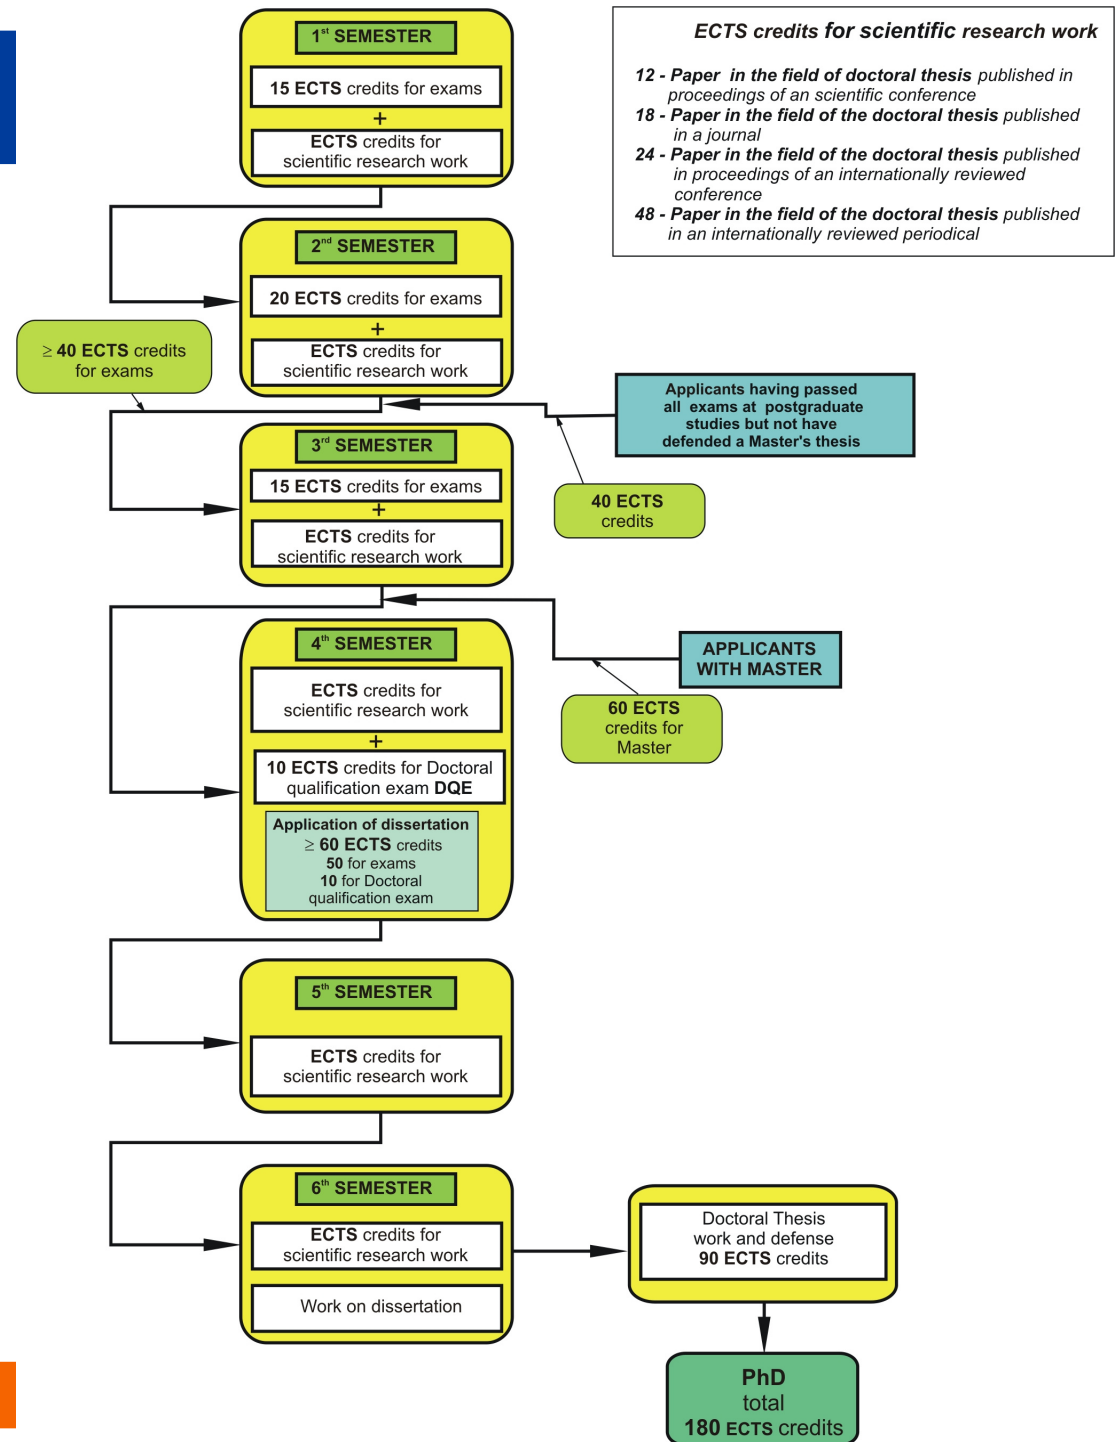 1st SEMESTER
15 ECTS credits for exams
+
ECTS credits for
scientific research work
ECTS credits for scientific research work
12 - Paper in the field of doctoral thesis published in
proceedings of an scientific conference
18 - Paper in the field of the doctoral thesis published
in a journal
24 - Paper in the field of the doctoral thesis published
in proceedings of an internationally reviewed
conference
48 - Paper in the field of the doctoral thesis published
in an internationally reviewed periodical
2nd SEMESTER
20 ECTS credits for exams
+
ECTS credits for
scientific research work
≥ 40 ECTS credits
for exams
Applicants having passed
all exams at postgraduate
studies but not have
defended a Master's thesis
40 ECTS
credits
3rd SEMESTER
15 ECTS credits for exams
+
ECTS credits for
scientific research work
APPLICANTS
WITH MASTER
60 ECTS
credits for
Master
4th SEMESTER
ECTS credits for
scientific research work
+
10 ECTS credits for Doctoral
qualification exam DQE
Application of dissertation
≥ 60 ECTS credits
50 for exams
10 for Doctoral
qualification exam
5th SEMESTER
ECTS credits for
scientific research work
6th SEMESTER
ECTS credits for
scientific research work
Work on dissertation
Doctoral Thesis
work and defense
90 ECTS credits
PhD
total
180 ECTS credits